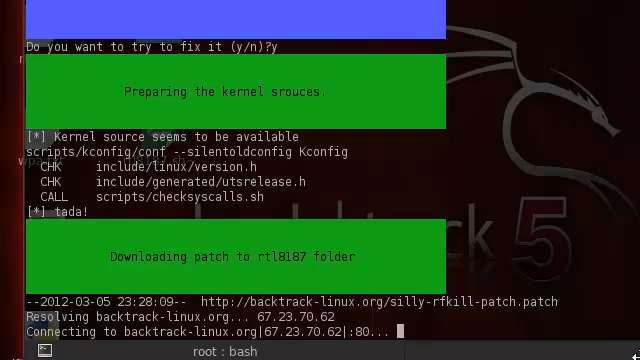 Do you want to try to fix it (y/n)?y
Preparing the kernel srouces.
[*] Kernel source seems to be available
scripts/kconfig/conf --silentoldconfig Kconfig
CHK include/linux/version.h
CHK include/generated/utsrelease.h
CALL scripts/checksyscalls.sh
[*] tada!
track 5
Downloading patch to rtl8187 folder
--2012-03-05 23:28:09-- http://backtrack-linux.org/silly-rfkill-patch.patch
Resolving backtrack-linux.org... 67.23.70.62
Connecting to backtrack-linux.org|67.23.70.62|:80...
root : bash